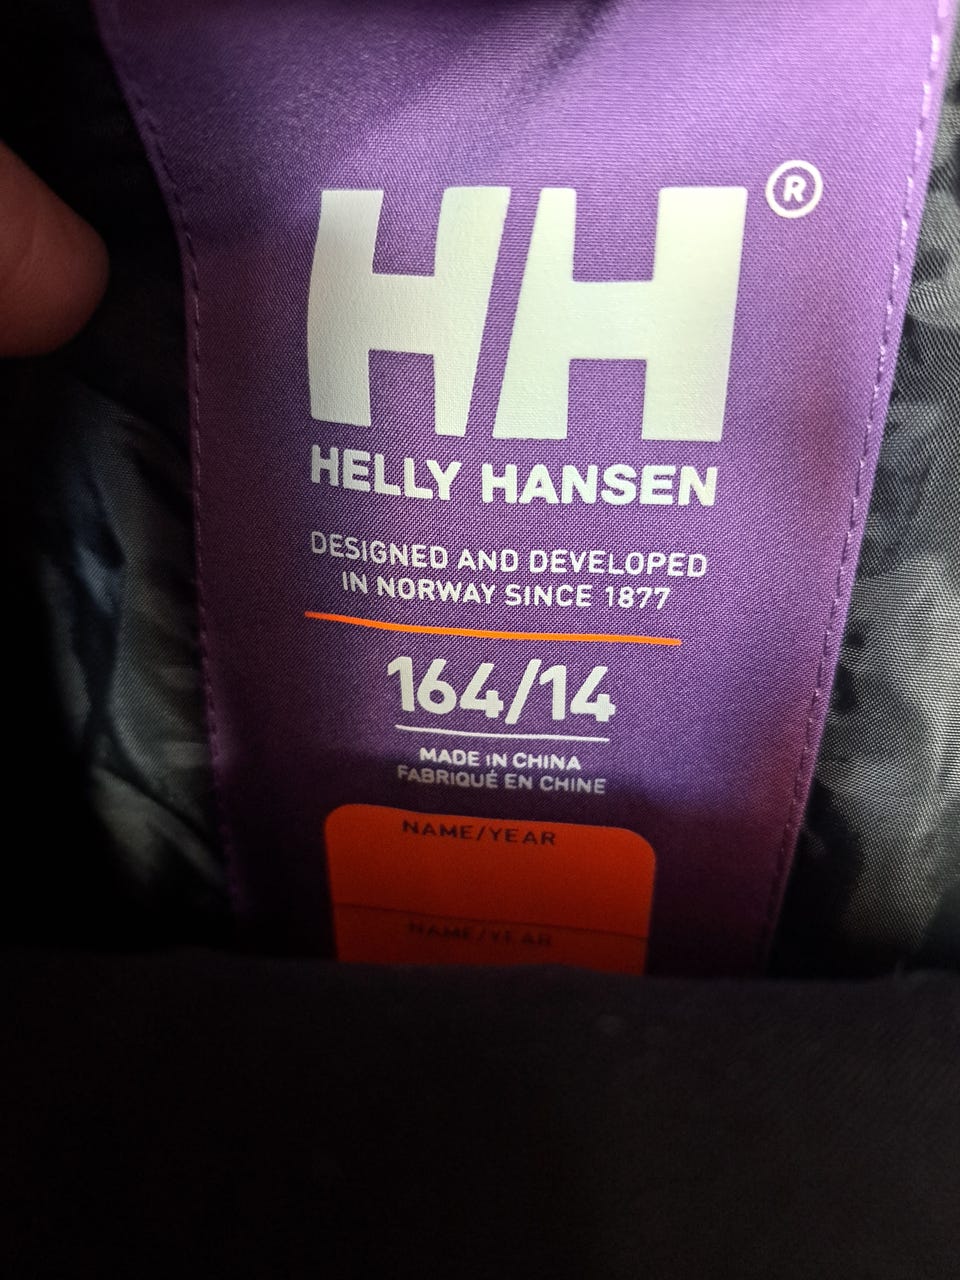 HH®
HELLY HANSEN
DESIGNED AND DEVELOPED
IN NORWAY SINCE 1877
164/14
MADE IN CHINA
FABRIQUÉ EN CHINE
NAME/YEAR
NAME/YEAR